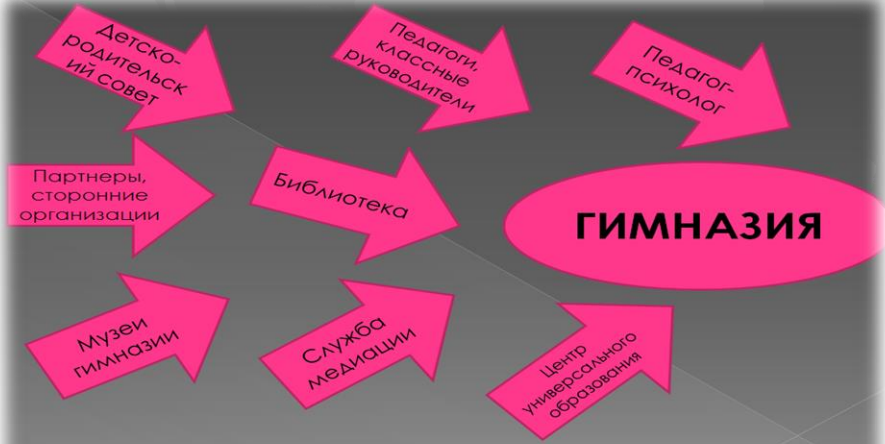 Детско-
родительск
ий совет
Педагоги,
классные
руководители
Педагог-
психолог
Партнеры,
сторонние
организации
Библиотека
ГИМНАЗИЯ
Музеи
гимназии
Служба
медиации
Центр
универсального
образования